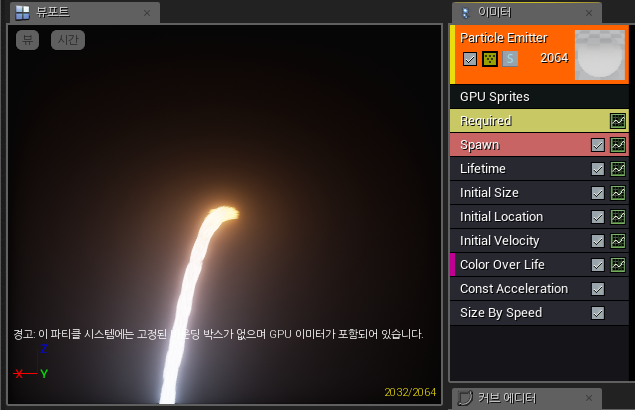 뷰포트
이미터
뷰
시간
Particle Emitter
S
2064
GPU Sprites
Required
Spawn
Lifetime
Initial Size
Initial Location
Initial Velocity
Color Over Life
Const Acceleration
Size By Speed
경고: 이 파티클 시스템에는 고정된 박스가 없으며 GPU 이미터가 포함되어 있습니다.
Z
X
Y
2032/2064
커브 에디터